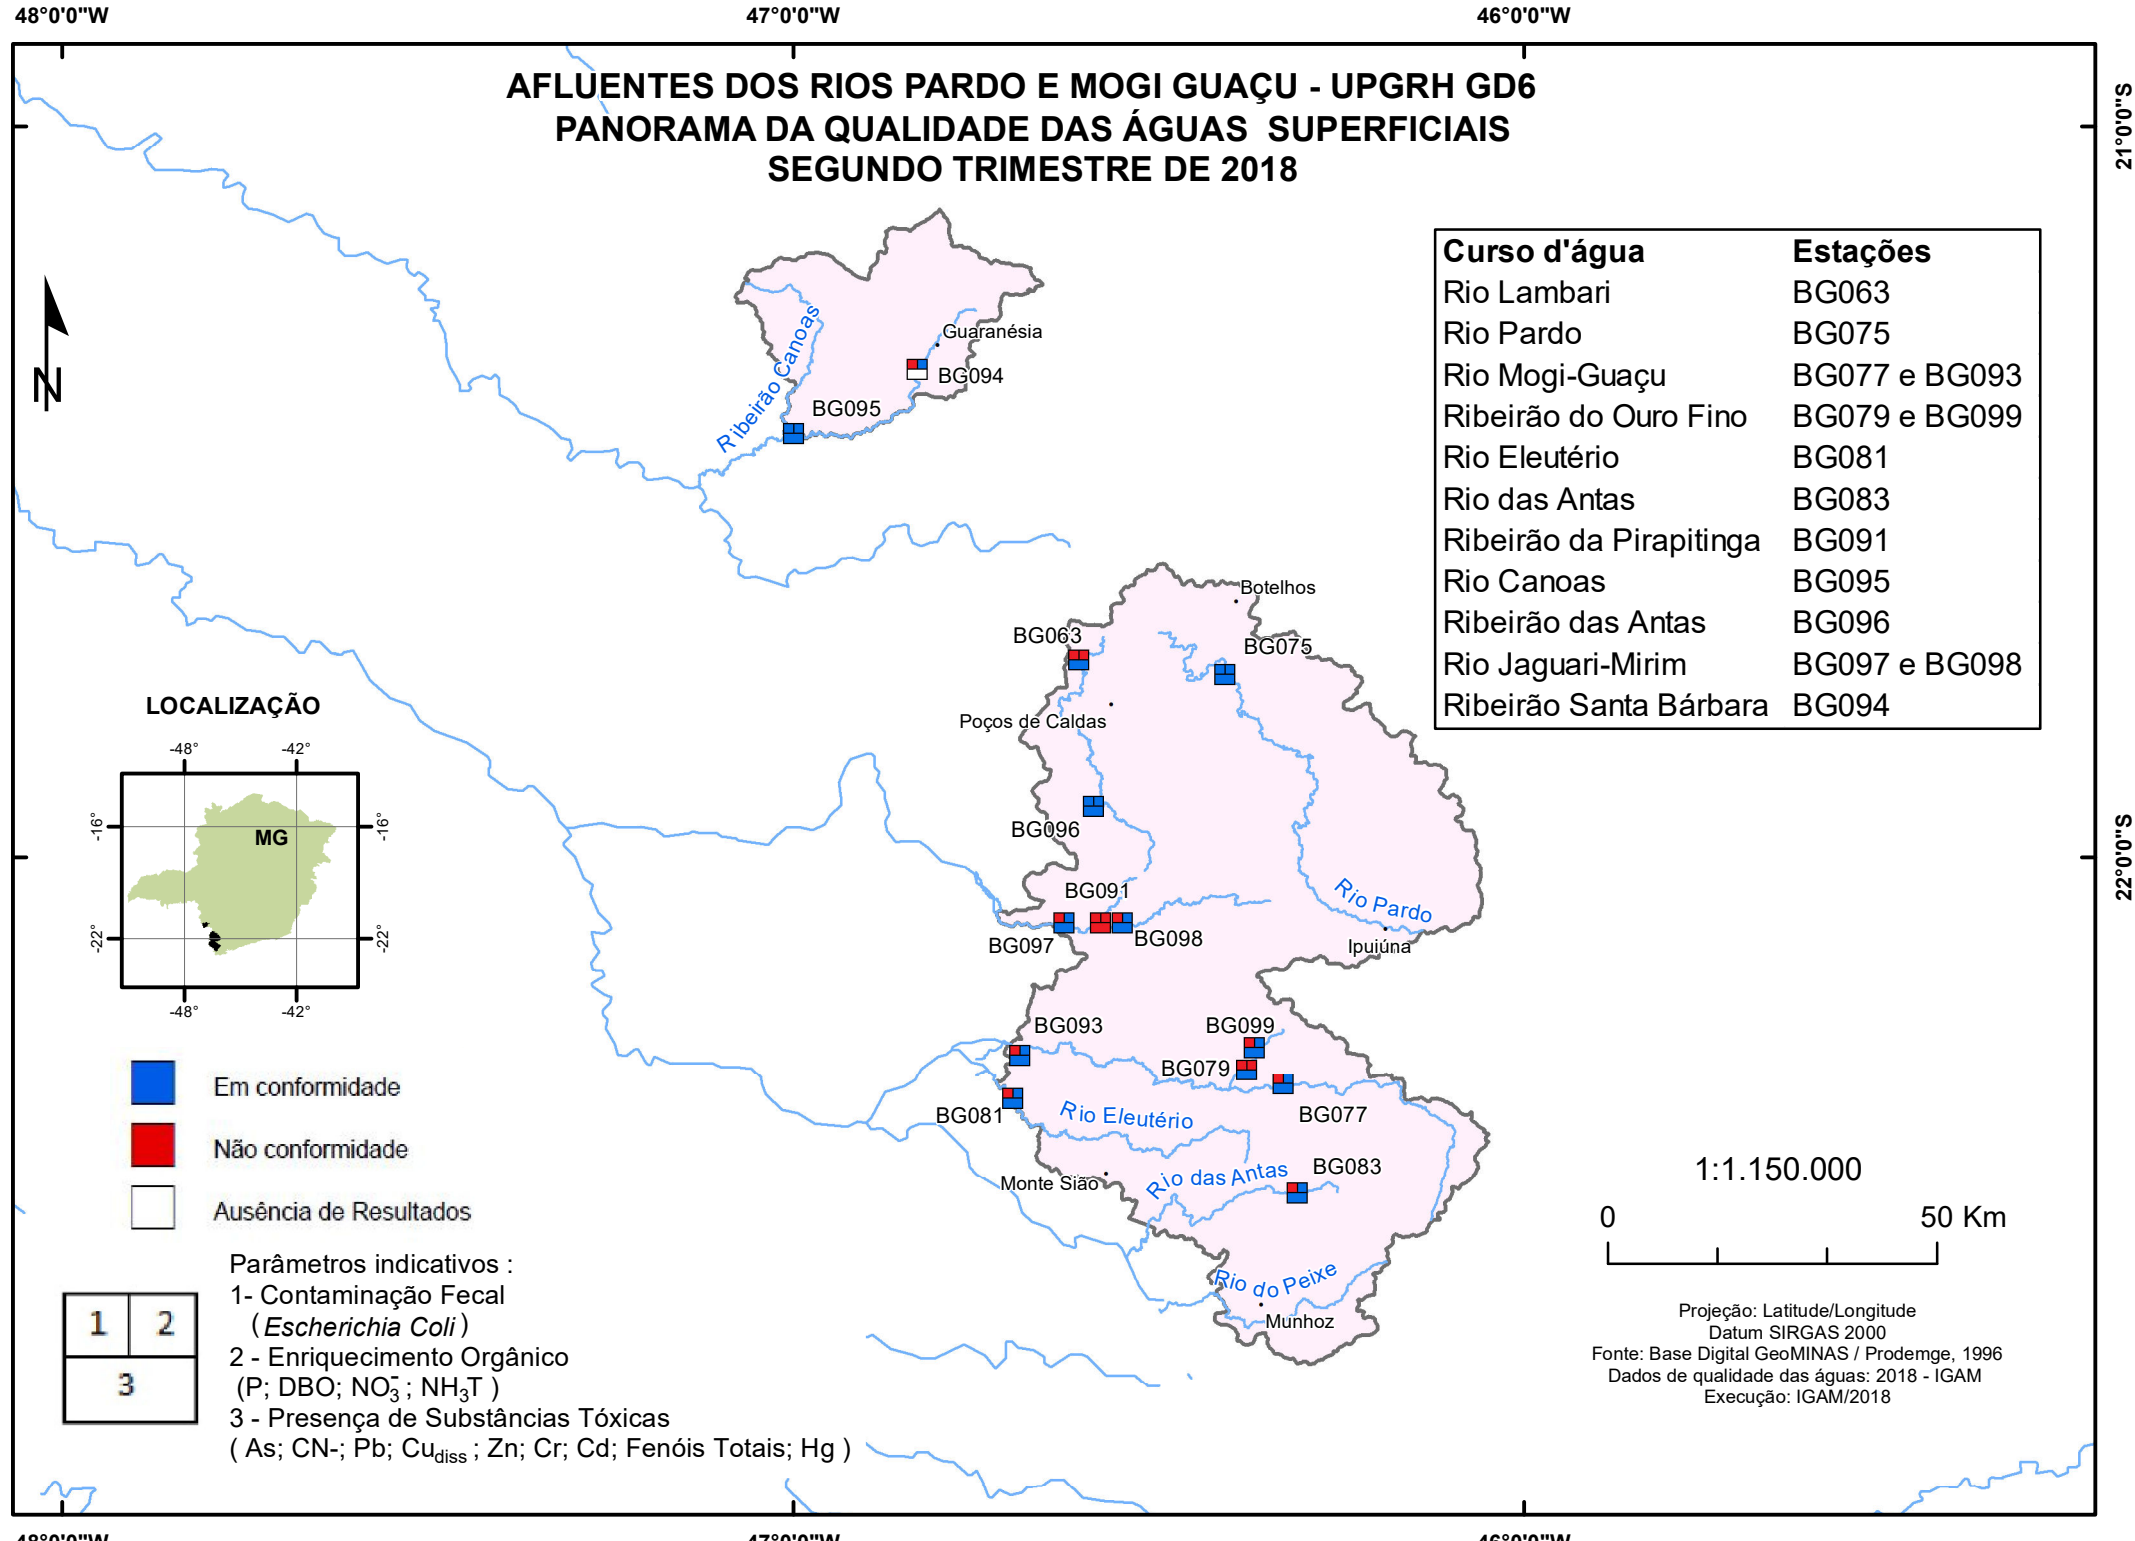 48°0'0"W
47°0'0"W
46°0'0"W
AFLUENTES DOS RIOS PARDO E MOGI GUAÇU - UPGRH GD6
PANORAMA DA QUALIDADE DAS ÁGUAS SUPERFICIAIS
SEGUNDO TRIMESTRE DE 2018
21°0'0"S
Curso d'água Estações
Rio Lambari BG063
Rio Pardo BG075
Rio Mogi-Guaçu BG077 e BG093
Ribeirão do Ouro Fino BG079 e BG099
Rio Eleutério BG081
Rio das Antas BG083
Ribeirão da Pirapitinga BG091
Rio Canoas BG095
Ribeirão das Antas BG096
Rio Jaguari-Mirim BG097 e BG098
Ribeirão Santa Bárbara BG094
N
Ribeirão Canoas
Guaranésia
BG094
BG095
Botelhos
BG063
BG075
Poços de Caldas
BG096
BG091
BG097
BG098
Rio Pardo
Ipuiúna
22°0'0"S
BG093
BG099
BG079
BG077
BG081
Rio Eleutério
BG083
Rio das Antas
Monte Sião
Rio do Peixe
Munhoz
LOCALIZAÇÃO
-48° -42°
-16° -16°
MG
-22° -22°
-48° -42°
Em conformidade
Não conformidade
Ausência de Resultados
1 2
3
Parâmetros indicativos :
1- Contaminação Fecal
(Escherichia Coli)
2 - Enriquecimento Orgânico
(P; DBO; NO₃⁻; NH₃T )
3 - Presença de Substâncias Tóxicas
( As; CN-; Pb; Cudiss ; Zn; Cr; Cd; Fenóis Totais; Hg )
1:1.150.000
0 50 Km
Projeção: Latitude/Longitude
Datum SIRGAS 2000
Fonte: Base Digital GeoMINAS / Prodemge, 1996
Dados de qualidade das águas: 2018 - IGAM
Execução: IGAM/2018
48°0'0"W
47°0'0"W
46°0'0"W